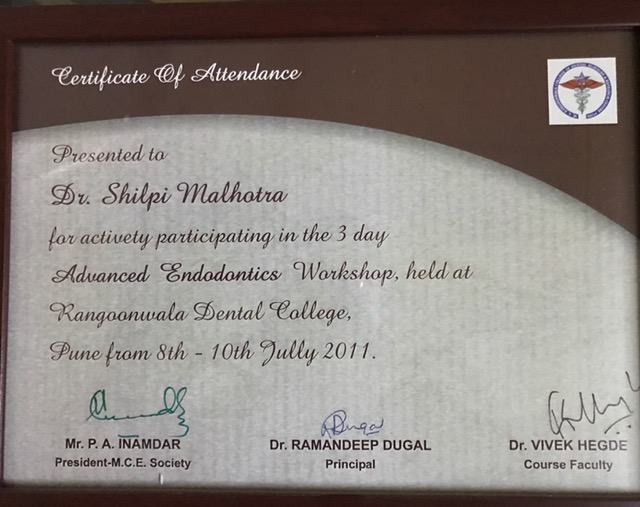 Certificate Of Attendance
Presented to
Dr. Shilpi Malhotra
for activety participating in the 3 day
Advanced Endodontics Workshop, held at
Rangoonwala Dental College,
Pune from 8th - 10th Jully 2011.
Mr. P. A. INAMDAR
President-M.C.E. Society
Dr. RAMANDEEP DUGAL
Principal
Dr. VIVEK HEGDE
Course Faculty